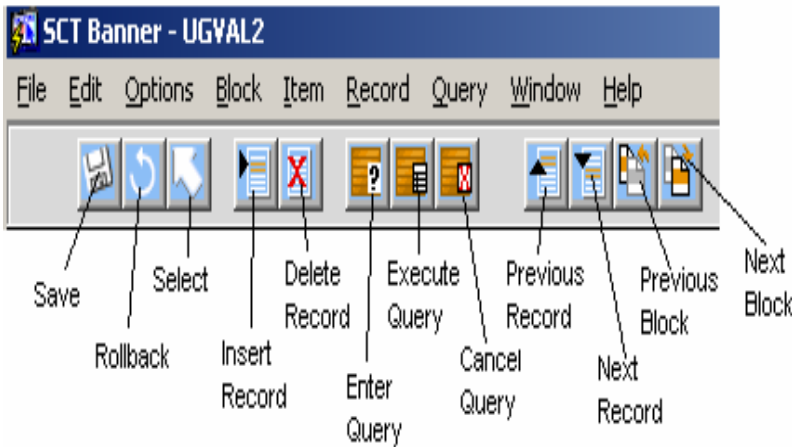 SCT Banner - UGVAL2
File Edit Options Block Item Record Query Window Help
?
Save
Rollback
Select
Insert
Record
Delete
Record
Enter
Query
Execute
Query
Cancel
Query
Previous
Record
Next
Record
Previous
Block
Next
Block